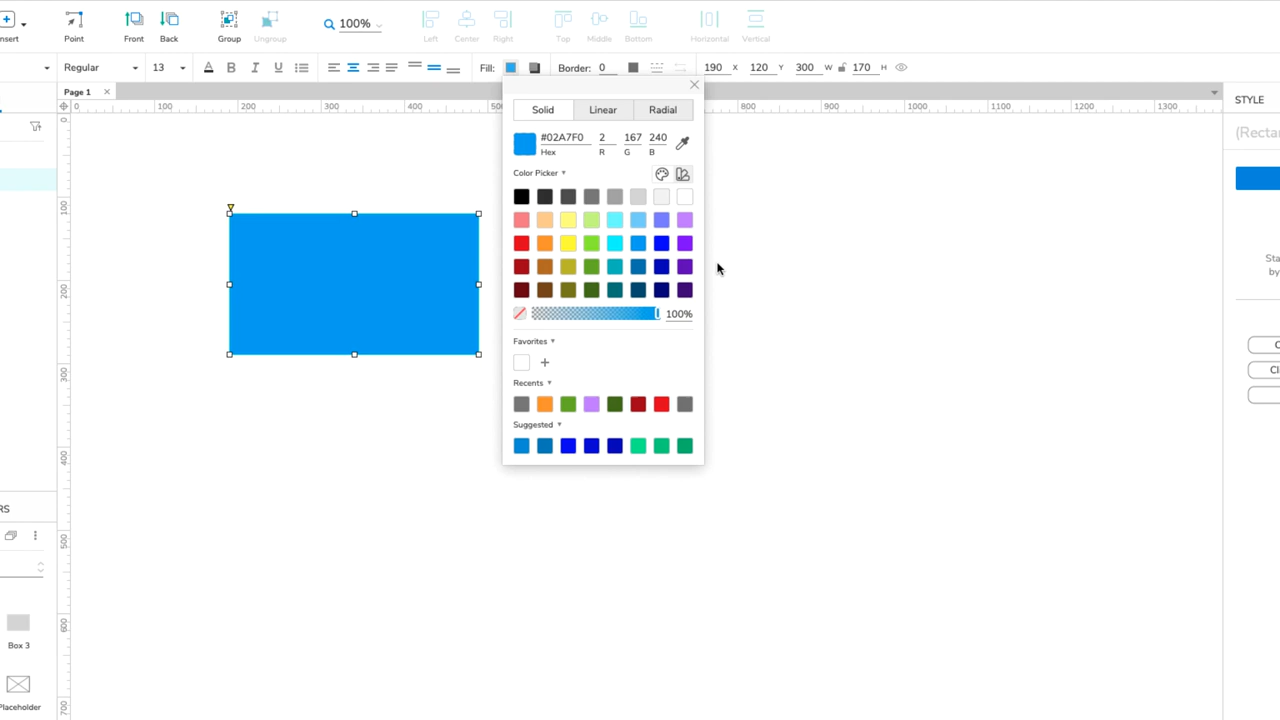 nsert
Point
Front
Back
Group
Ungroup
100%
Left
Center
Right
Top
Middle
Bottom
Horizontal
Vertical
Regular
13
Fill:
Border: 0
190 X
120 Y
300 W
170 H
Page 1
0 100 200 300 400 500 800 900 1000 1100 1200 1300
STYLE
(Rectan
Solid
Linear
Radial
#02A7F0 2 167 240
Hex R G B
Color Picker
0
100
200
300
400
500
600
700
100%
Favorites
Recents
Suggested
Sta
by
C
Cli
RS
Box 3
Placeholder